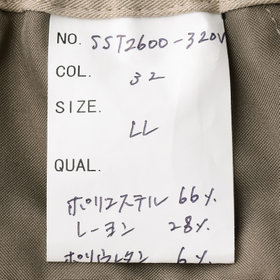 NO. SST2600-320V
COL. 32
SIZE.
LL
QUAL.
ポリエステル 66%
レーヨン 28%
ポリウレタン 6%